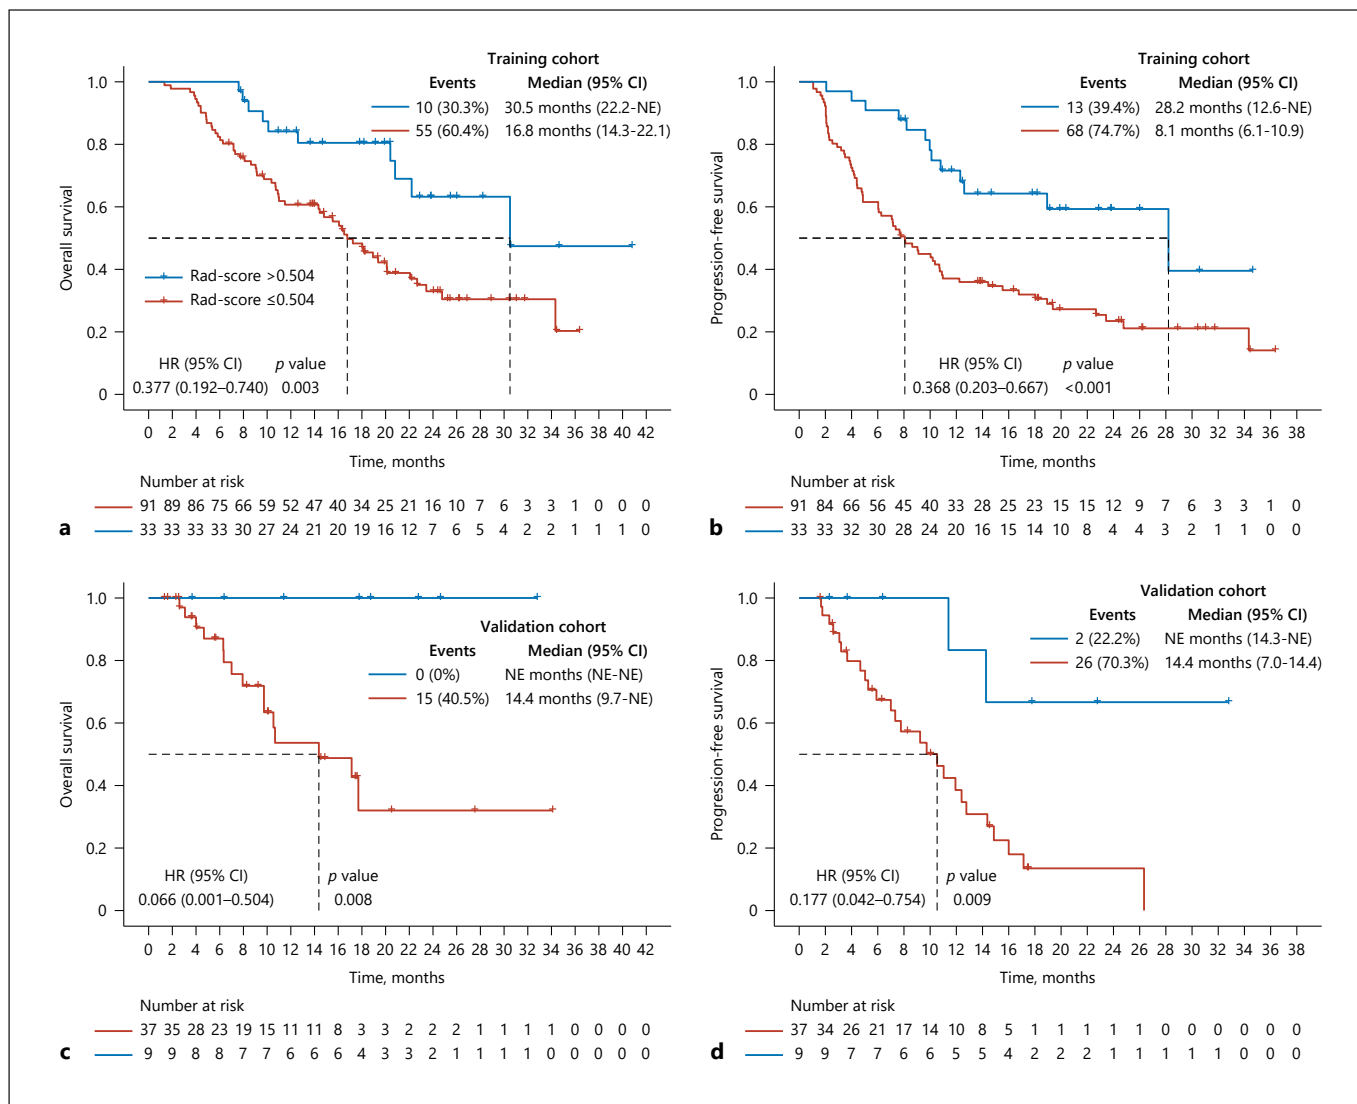 Training cohort
Events Median (95% CI)
10 (30.3%) 30.5 months (22.2-NE)
55 (60.4%) 16.8 months (14.3-22.1)
1.0
0.8
0.6
0.4
0.2
0
Overall survival
Rad-score >0.504
Rad-score ≤0.504
HR (95% CI) p value
0.377 (0.192–0.740) 0.003
0 2 4 6 8 10 12 14 16 18 20 22 24 26 28 30 32 34 36 38 40 42
Time, months
Number at risk
91 89 86 75 66 59 52 47 40 34 25 21 16 10 7 6 3 3 1 0 0 0
33 33 33 33 30 27 24 21 20 19 16 12 7 6 5 4 2 2 1 1 1 0
a
Training cohort
Events Median (95% CI)
13 (39.4%) 28.2 months (12.6-NE)
68 (74.7%) 8.1 months (6.1-10.9)
1.0
0.8
0.6
0.4
0.2
0
Progression-free survival
HR (95% CI) p value
0.368 (0.203–0.667) <0.001
0 2 4 6 8 10 12 14 16 18 20 22 24 26 28 30 32 34 36 38
Time, months
Number at risk
91 84 66 56 45 40 33 28 25 23 15 15 12 9 7 6 3 3 1 0
33 33 32 30 28 24 20 16 15 14 10 8 4 4 3 2 1 1 0 0
b
Validation cohort
Events Median (95% CI)
0 (0%) NE months (NE-NE)
15 (40.5%) 14.4 months (9.7-NE)
1.0
0.8
0.6
0.4
0.2
0
Overall survival
HR (95% CI) p value
0.066 (0.001–0.504) 0.008
0 2 4 6 8 10 12 14 16 18 20 22 24 26 28 30 32 34 36 38 40 42
Time, months
Number at risk
37 35 28 23 19 15 11 11 8 3 3 2 2 2 1 1 1 1 0 0 0 0
9 9 8 8 7 7 6 6 6 4 3 3 2 1 1 1 1 0 0 0 0 0
c
Validation cohort
Events Median (95% CI)
2 (22.2%) NE months (14.3-NE)
26 (70.3%) 14.4 months (7.0-14.4)
1.0
0.8
0.6
0.4
0.2
0
Progression-free survival
HR (95% CI) p value
0.177 (0.042–0.754) 0.009
0 2 4 6 8 10 12 14 16 18 20 22 24 26 28 30 32 34 36 38
Time, months
Number at risk
37 34 26 21 17 14 10 8 5 1 1 1 1 1 0 0 0 0 0 0
9 9 7 7 6 6 5 5 4 2 2 2 1 1 1 1 1 0 0 0
d